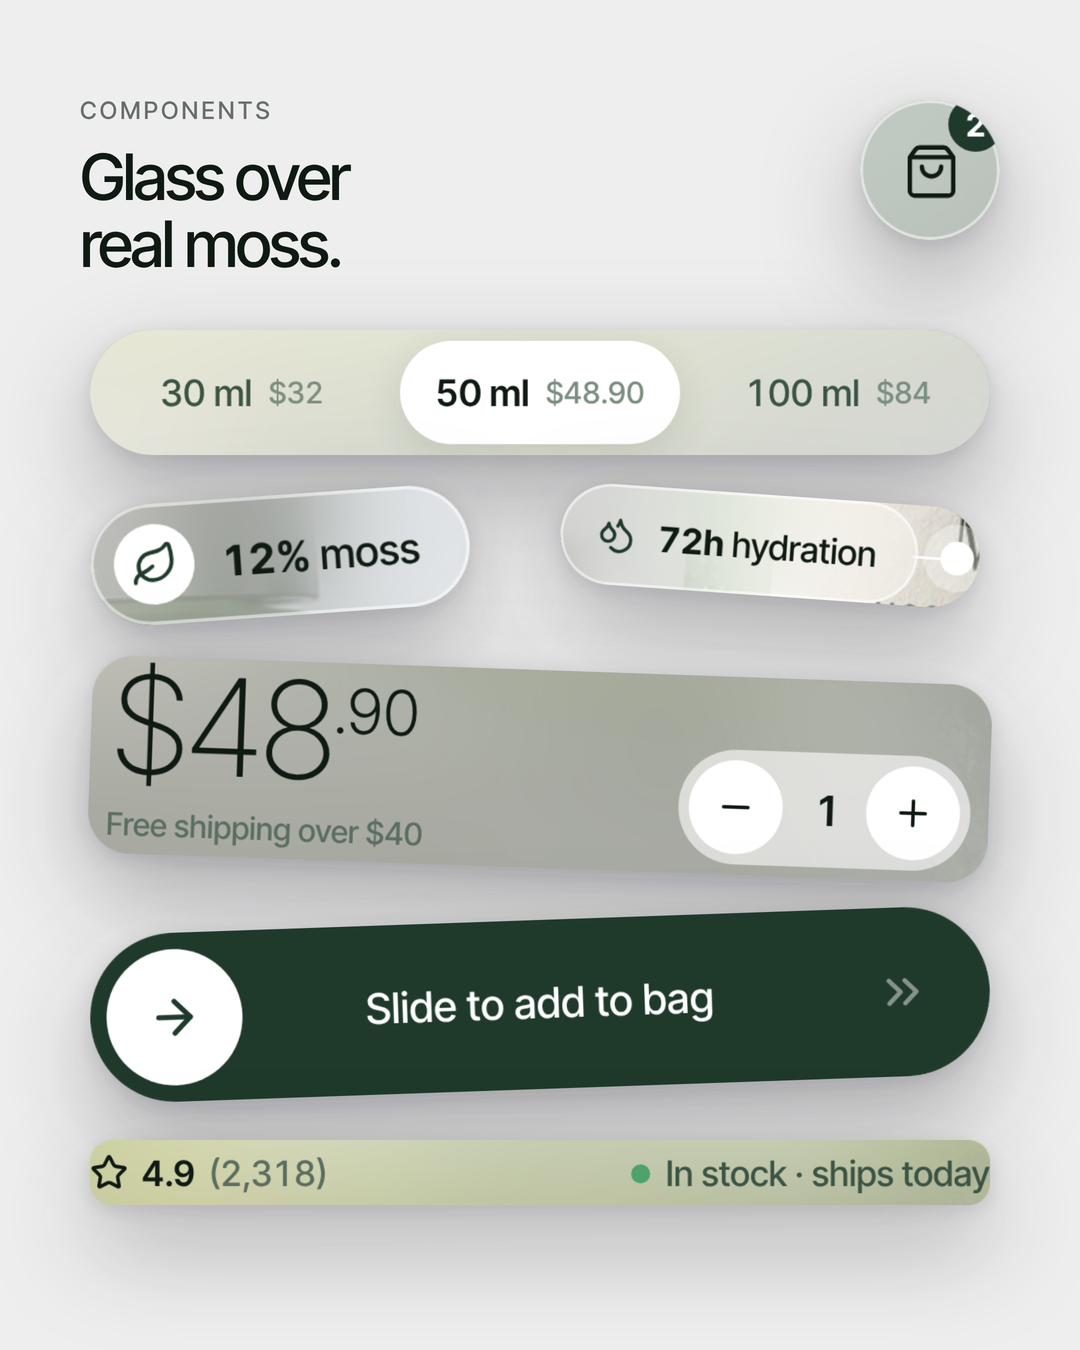 COMPONENTS
Glass over
real moss.
2
30 ml $32
50 ml $48.90
100 ml $84
12% moss
72h hydration
$48.90
Free shipping over $40
1
Slide to add to bag
4.9 (2,318)
In stock · ships today